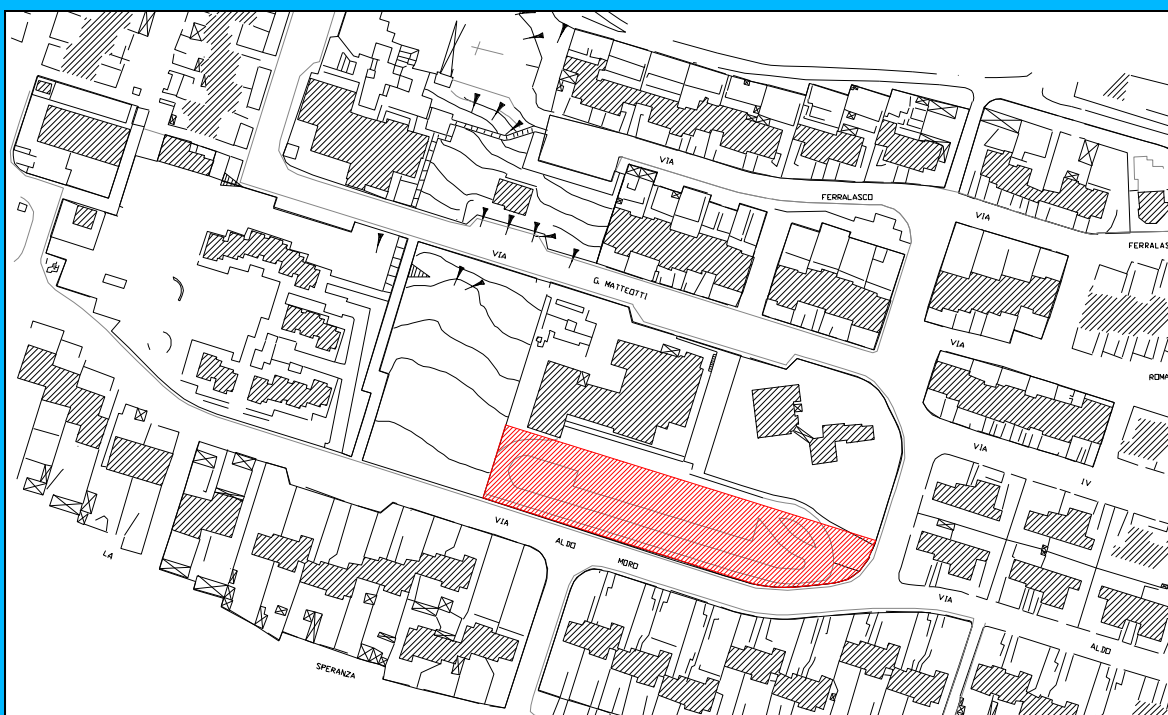 VIA
FERRALASCO
VIA
FERRALAS
VIA
G. MATTEOTTI
VIA
ROMA
VIA
IV
VIA
ALDO
MORO
LA
SPERANZA
VIA
ALDO